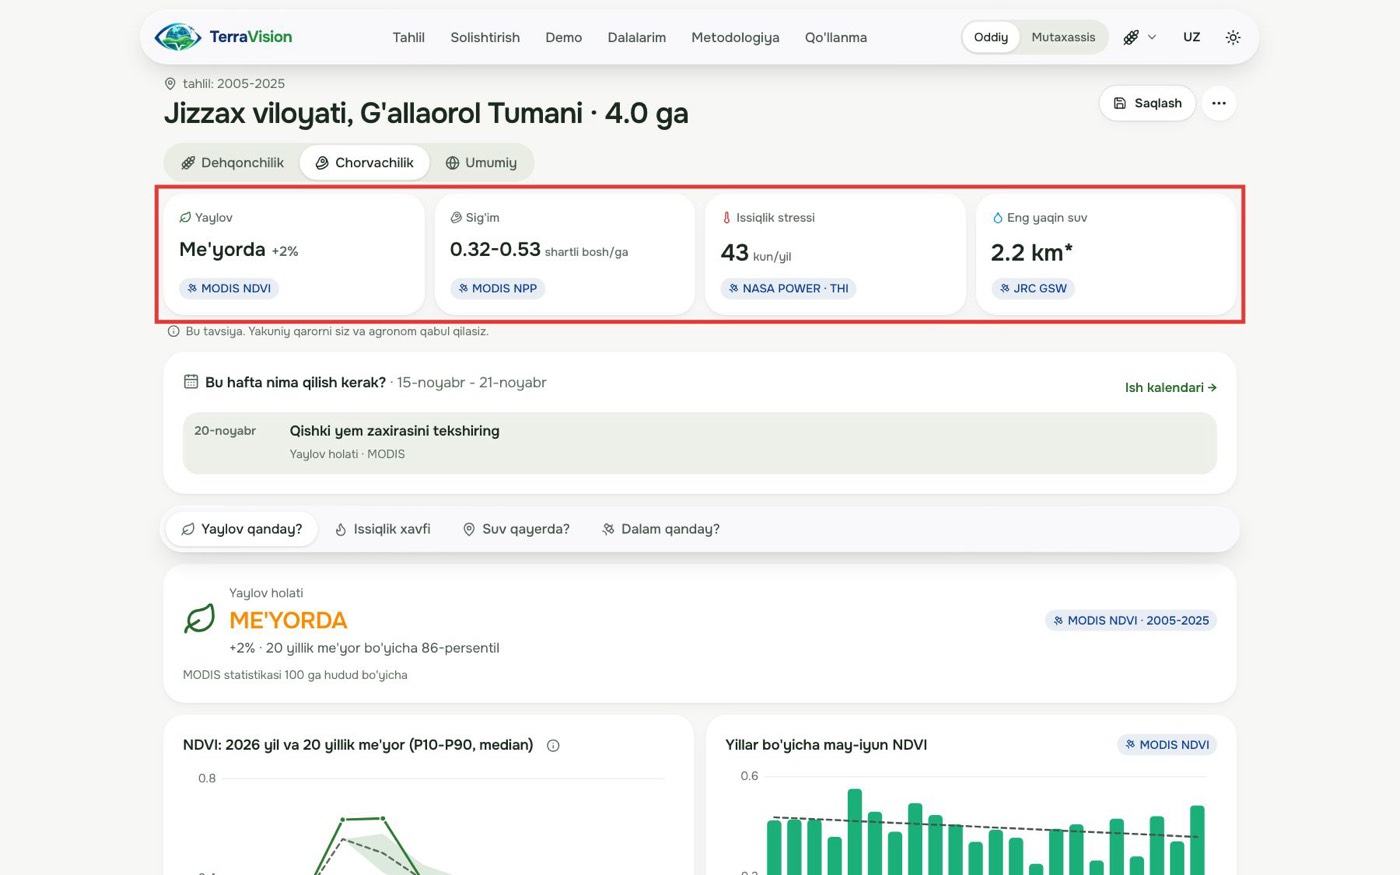 TerraVision
Tahlil
Solishtirish
Demo
Dalalarim
Metodologiya
Qo'llanma
Oddiy
Mutaxassis
UZ
tahlil: 2005-2025
Jizzax viloyati, G'allaorol Tumani · 4.0 ga
Saqlash
Dehqonchilik
Chorvachilik
Umumiy
Yaylov
Me'yorda +2%
MODIS NDVI
Sig'im
0.32-0.53 shartli bosh/ga
MODIS NPP
Issiqlik stressi
43 kun/yil
NASA POWER · THI
Eng yaqin suv
2.2 km*
JRC GSW
Bu tavsiya. Yakuniy qarorni siz va agronom qabul qilasiz.
Bu hafta nima qilish kerak? · 15-noyabr - 21-noyabr
Ish kalendari →
20-noyabr
Qishki yem zaxirasini tekshiring
Yaylov holati · MODIS
Yaylov qanday?
Issiqlik xavfi
Suv qayerda?
Dalam qanday?
Yaylov holati
ME'YORDA
+2% · 20 yillik me'yor bo'yicha 86-persentil
MODIS NDVI · 2005-2025
MODIS statistikasi 100 ga hudud bo'yicha
NDVI: 2026 yil va 20 yillik me'yor (P10-P90, median)
0.8
Yillar bo'yicha may-iyun NDVI
MODIS NDVI
0.6